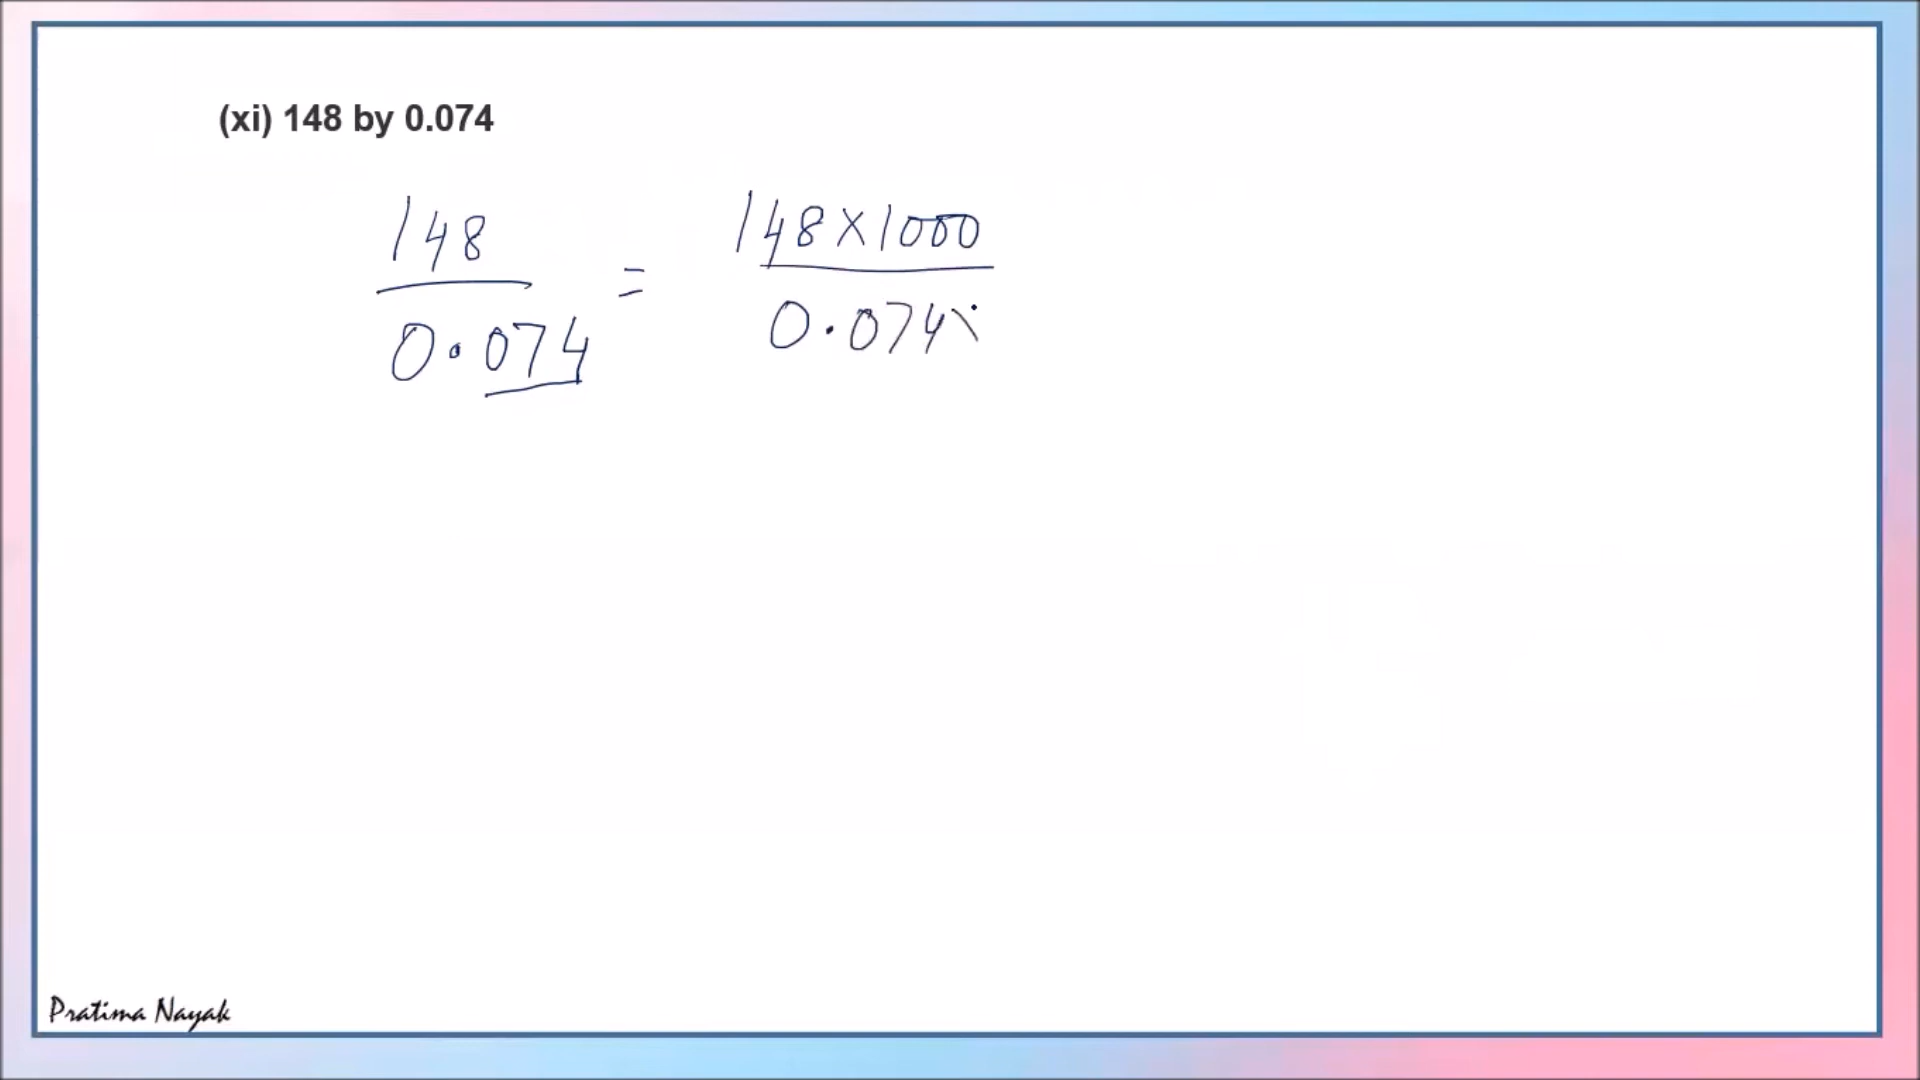 (xi) 148 by 0.074
148 = 148×1000
0.074 0.074×
Pratima Nayak